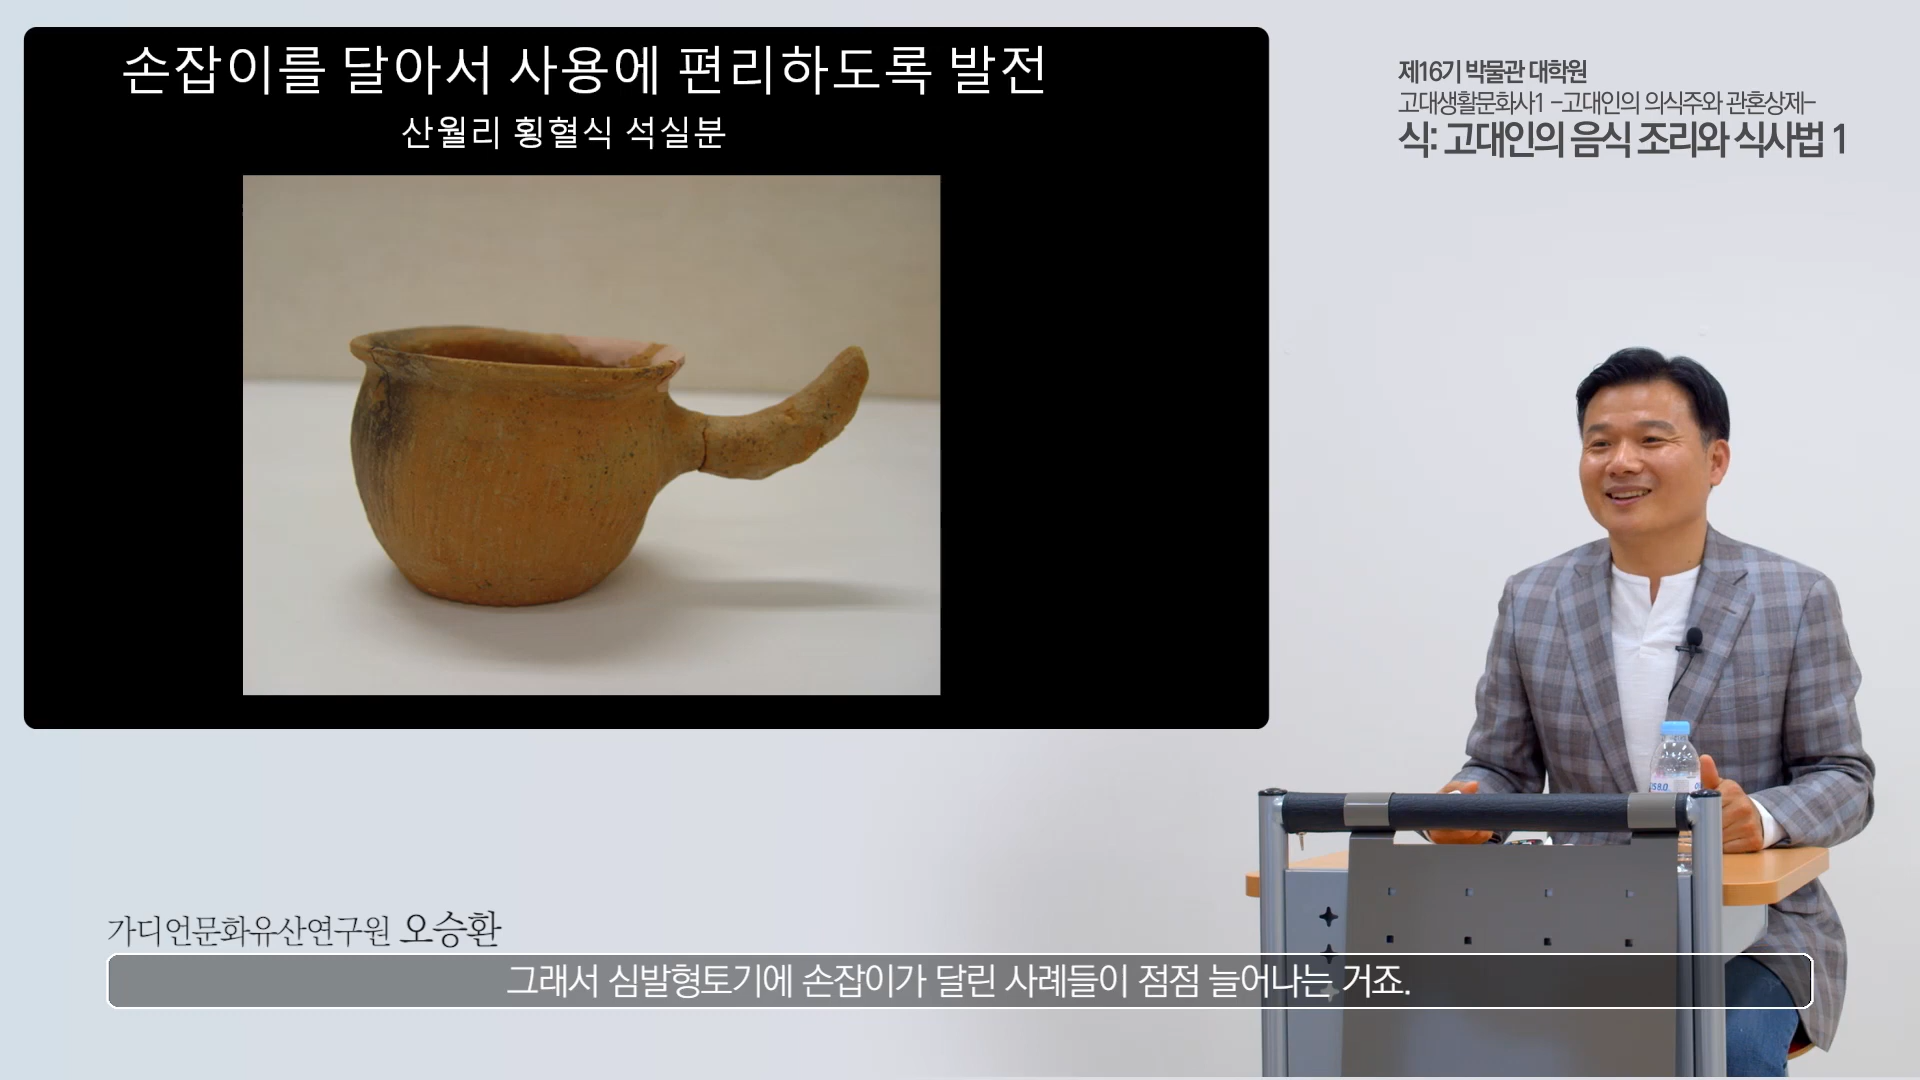 손잡이를 달아서 사용에 편리하도록 발전
산월리 횡혈식 석실분
제16기 박물관 대학원
고대생활문화사1 -고대인의 의식주와 관혼상제-
식: 고대인의 음식 조리와 식사법 1
가디언문화유산연구원 오승환
그래서 심발형토기에 손잡이가 달린 사례들이 점점 늘어나는 거죠.